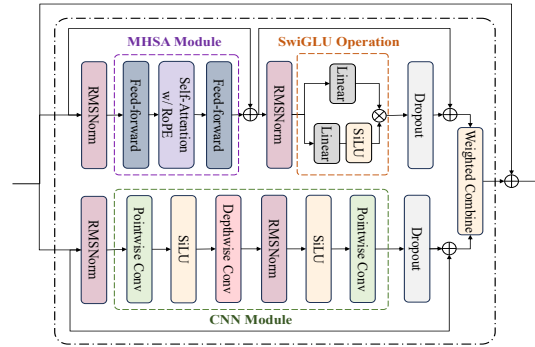 MHSA Module
SwiGLU Operation
RMSNorm
Feed-forward
Self-Attention
w/ RoPE
Feed-forward
RMSNorm
Linear
Linear
SiLU
Dropout
Weighted Combine
RMSNorm
Pointwise Conv
SiLU
Depthwise Conv
RMSNorm
SiLU
Pointwise Conv
Dropout
CNN Module